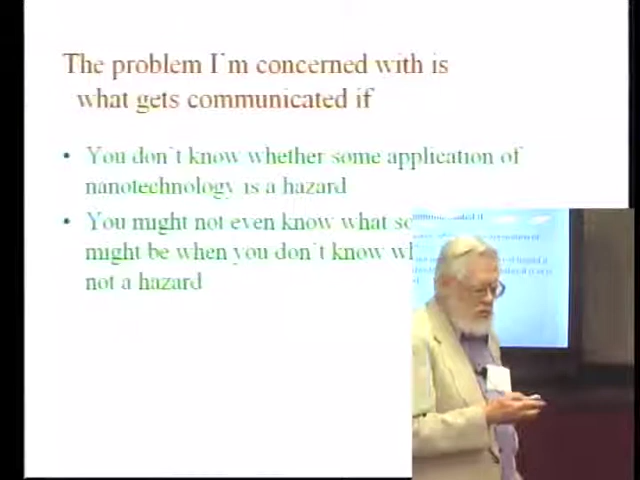 The problem I'm concerned with is
what gets communicated if
• You don't know whether some application of
nanotechnology is a hazard
• You might not even know what
might be when you don't know
not a hazard